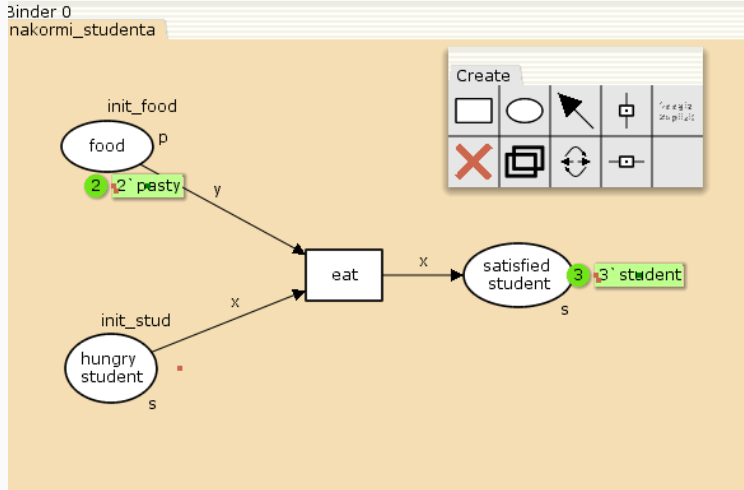 Binder 0
nakormi_studenta
Create
init_food
food
p
2
2`pasty
y
eat
x
satisfied
student
3
3`student
s
x
init_stud
hungry
student
s